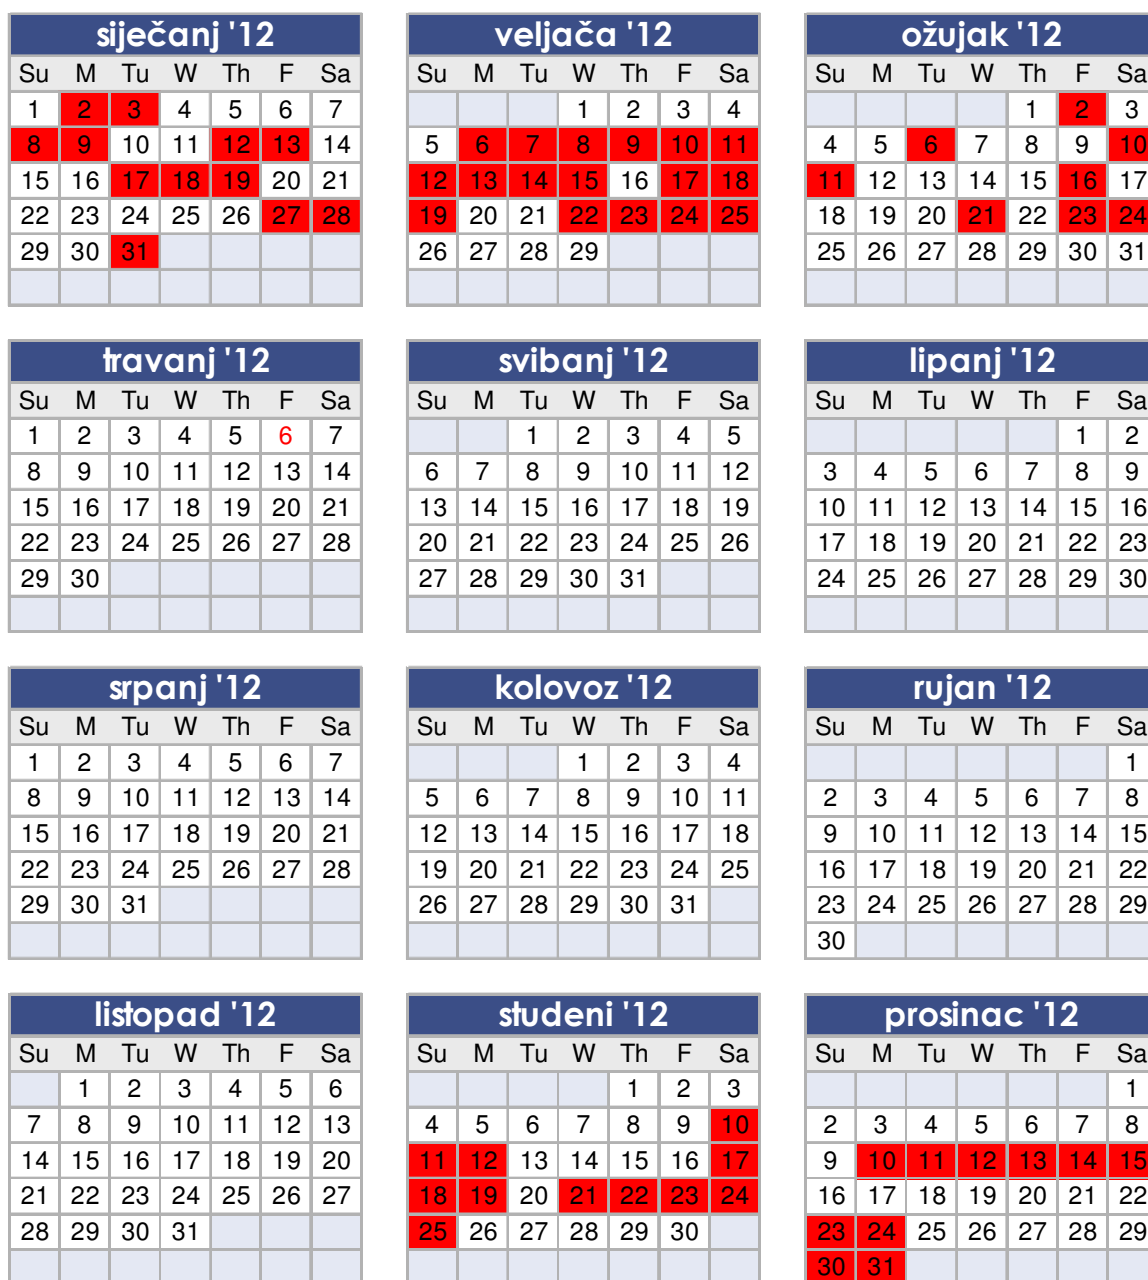 siječanj '12
Su M Tu W Th F Sa
1 2 3 4 5 6 7
8 9 10 11 12 13 14
15 16 17 18 19 20 21
22 23 24 25 26 27 28
29 30 31
veljača '12
Su M Tu W Th F Sa
1 2 3 4
5 6 7 8 9 10 11
12 13 14 15 16 17 18
19 20 21 22 23 24 25
26 27 28 29
ožujak '12
Su M Tu W Th F Sa
1 2 3
4 5 6 7 8 9 10
11 12 13 14 15 16 17
18 19 20 21 22 23 24
25 26 27 28 29 30 31
travanj '12
Su M Tu W Th F Sa
1 2 3 4 5 6 7
8 9 10 11 12 13 14
15 16 17 18 19 20 21
22 23 24 25 26 27 28
29 30
svibanj '12
Su M Tu W Th F Sa
1 2 3 4 5
6 7 8 9 10 11 12
13 14 15 16 17 18 19
20 21 22 23 24 25 26
27 28 29 30 31
lipanj '12
Su M Tu W Th F Sa
1 2
3 4 5 6 7 8 9
10 11 12 13 14 15 16
17 18 19 20 21 22 23
24 25 26 27 28 29 30
srpanj '12
Su M Tu W Th F Sa
1 2 3 4 5 6 7
8 9 10 11 12 13 14
15 16 17 18 19 20 21
22 23 24 25 26 27 28
29 30 31
kolovoz '12
Su M Tu W Th F Sa
1 2 3 4
5 6 7 8 9 10 11
12 13 14 15 16 17 18
19 20 21 22 23 24 25
26 27 28 29 30 31
rujan '12
Su M Tu W Th F Sa
1
2 3 4 5 6 7 8
9 10 11 12 13 14 15
16 17 18 19 20 21 22
23 24 25 26 27 28 29
30
listopad '12
Su M Tu W Th F Sa
1 2 3 4 5 6
7 8 9 10 11 12 13
14 15 16 17 18 19 20
21 22 23 24 25 26 27
28 29 30 31
studeni '12
Su M Tu W Th F Sa
1 2 3
4 5 6 7 8 9 10
11 12 13 14 15 16 17
18 19 20 21 22 23 24
25 26 27 28 29 30
prosinac '12
Su M Tu W Th F Sa
1
2 3 4 5 6 7 8
9 10 11 12 13 14 15
16 17 18 19 20 21 22
23 24 25 26 27 28 29
30 31